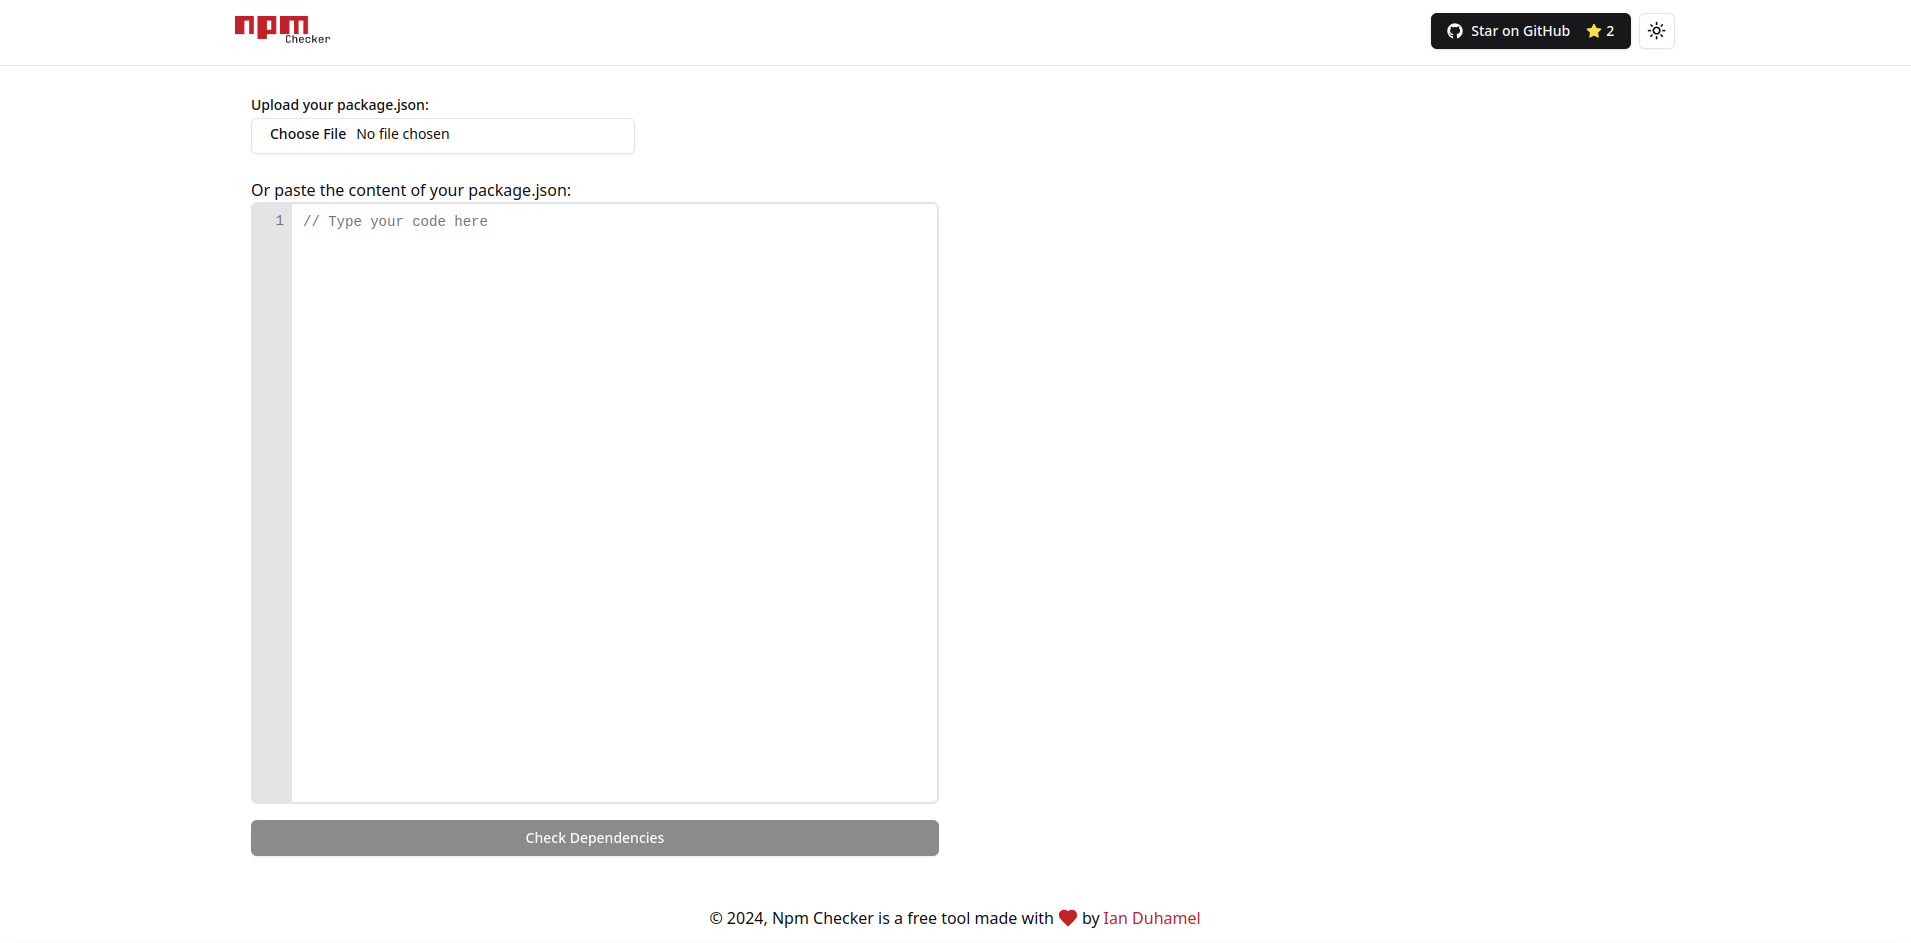 npm
Checker
Star on GitHub 2
Upload your package.json:
Choose File No file chosen
Or paste the content of your package.json:
1 // Type your code here
Check Dependencies
© 2024, Npm Checker is a free tool made with by Ian Duhamel